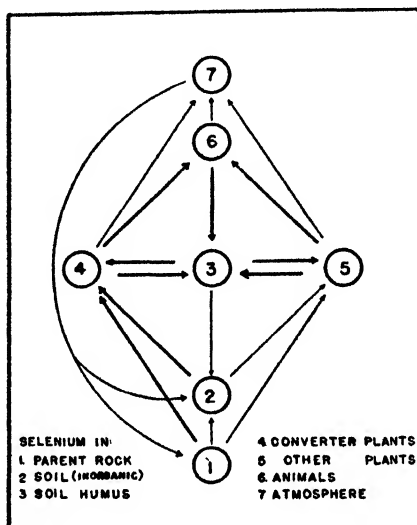 7
6
4
3
5
2
1
SELENIUM IN:
1. PARENT ROCK
2 SOIL (INORGANIC)
3 SOIL HUMUS
4 CONVERTER PLANTS
5 OTHER PLANTS
6. ANIMALS
7 ATMOSPHERE